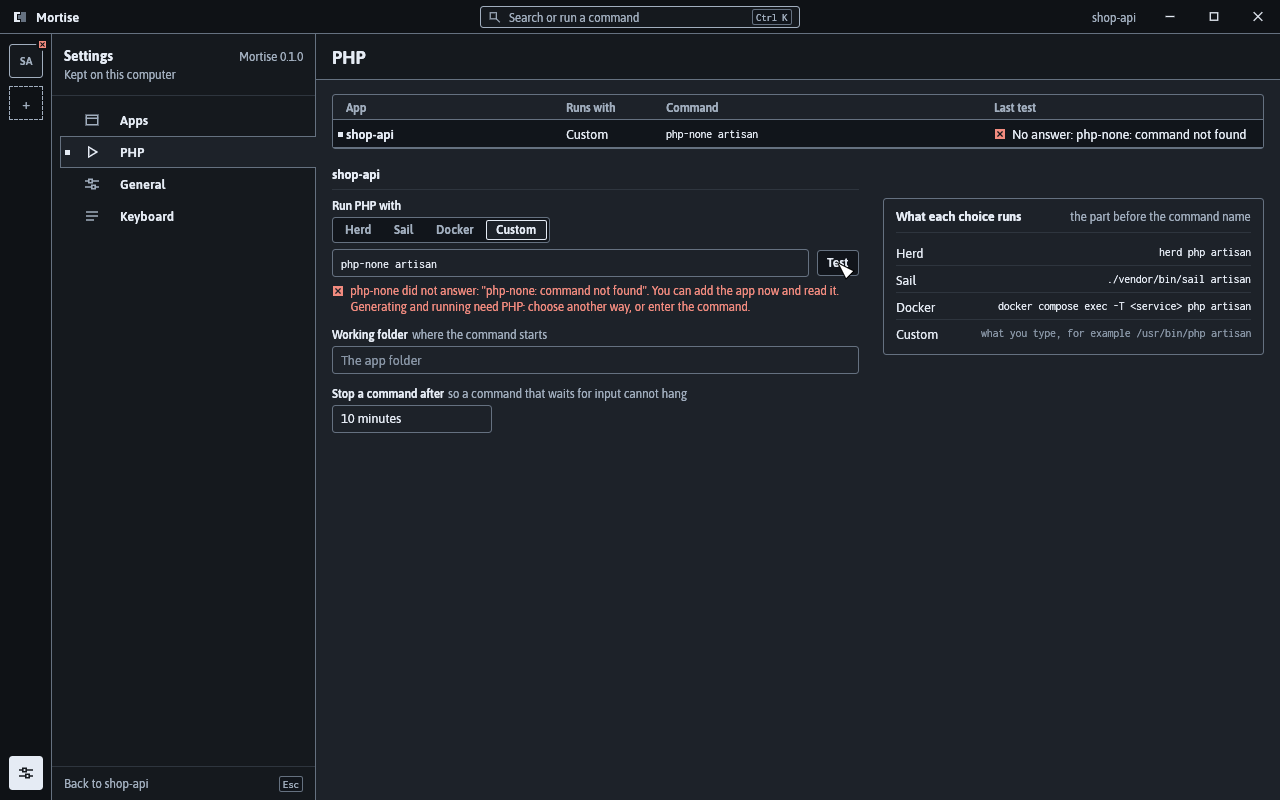 Mortise
Search or run a command
Ctrl K
shop-api
SA
+
Settings
Mortise 0.1.0
Kept on this computer
Apps
PHP
General
Keyboard
Back to shop-api
Esc
PHP
App Runs with Command Last test
shop-api Custom php-none artisan No answer: php-none: command not found
shop-api
Run PHP with
Herd Sail Docker Custom
php-none artisan
Test
php-none did not answer: "php-none: command not found". You can add the app now and read it.
Generating and running need PHP: choose another way, or enter the command.
Working folder where the command starts
The app folder
Stop a command after so a command that waits for input cannot hang
10 minutes
What each choice runs the part before the command name
Herd herd php artisan
Sail ./vendor/bin/sail artisan
Docker docker compose exec -T <service> php artisan
Custom what you type, for example /usr/bin/php artisan